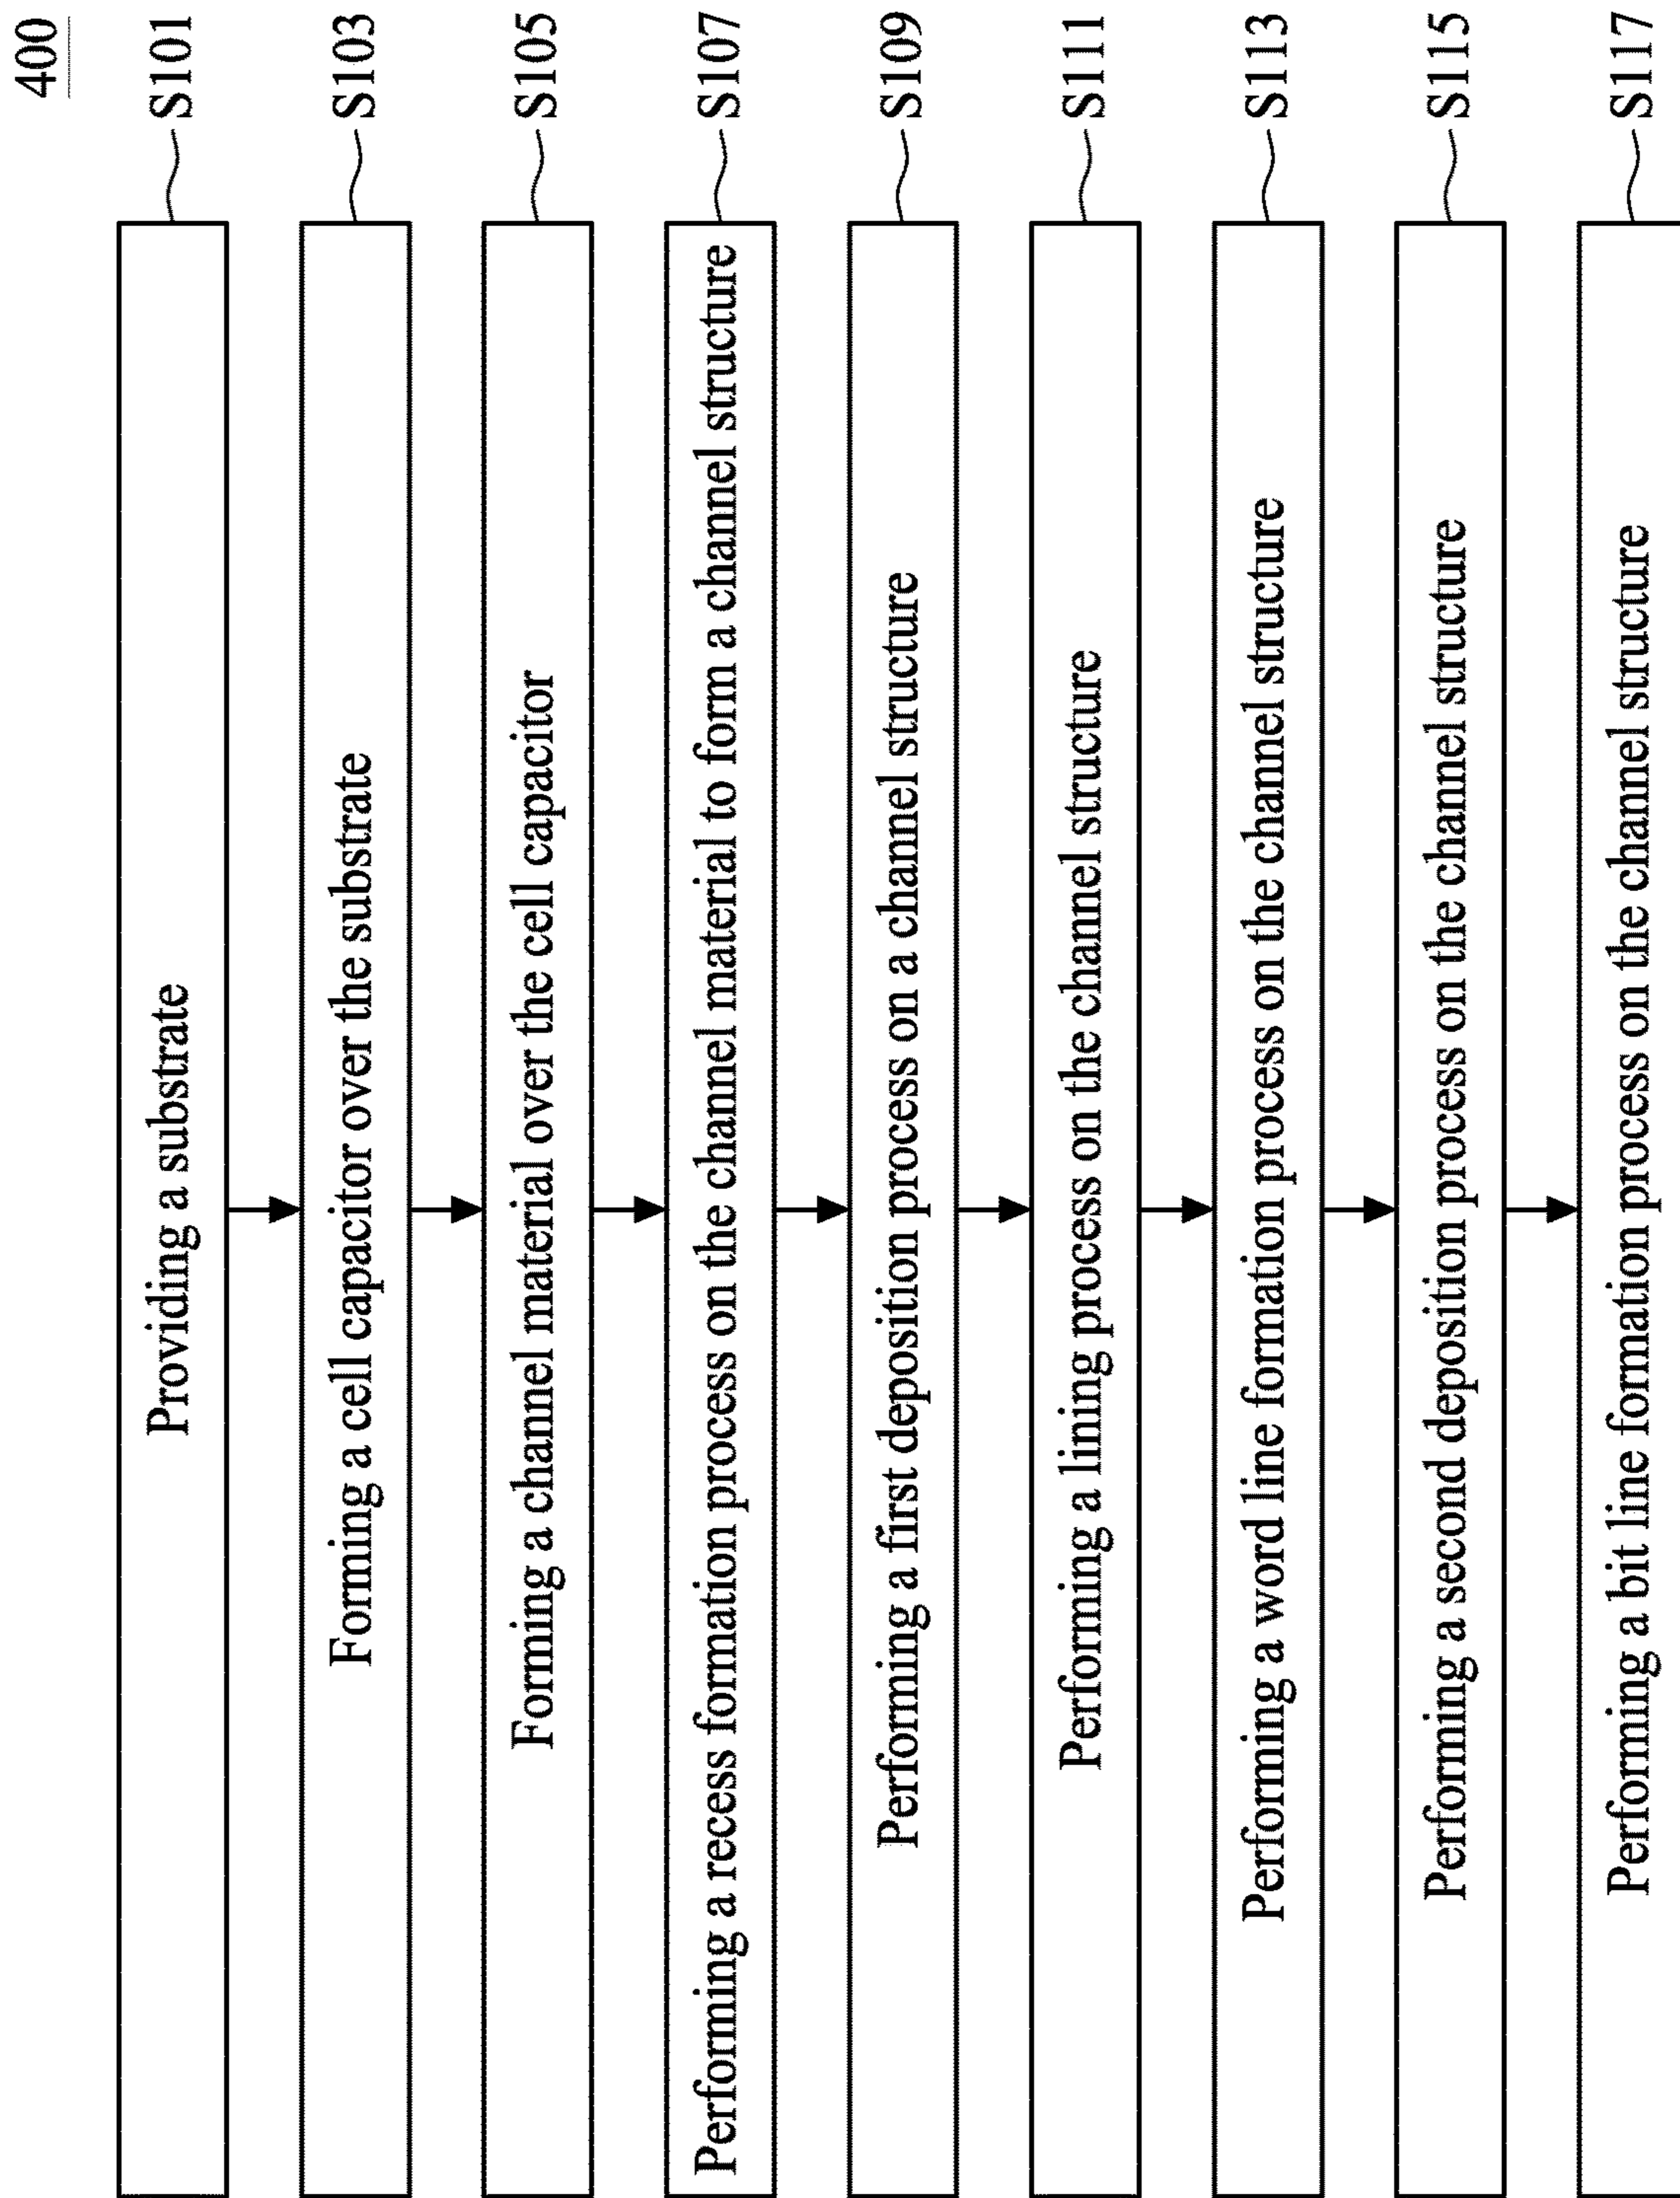 400
Providing a substrate
S101
Forming a cell capacitor over the substrate
S103
Forming a channel material over the cell capacitor
S105
Performing a recess formation process on the channel material to form a channel structure
S107
Performing a first deposition process on a channel structure
S109
Performing a lining process on the channel structure
S111
Performing a word line formation process on the channel structure
S113
Performing a second deposition process on the channel structure
S115
Performing a bit line formation process on the channel structure
S117